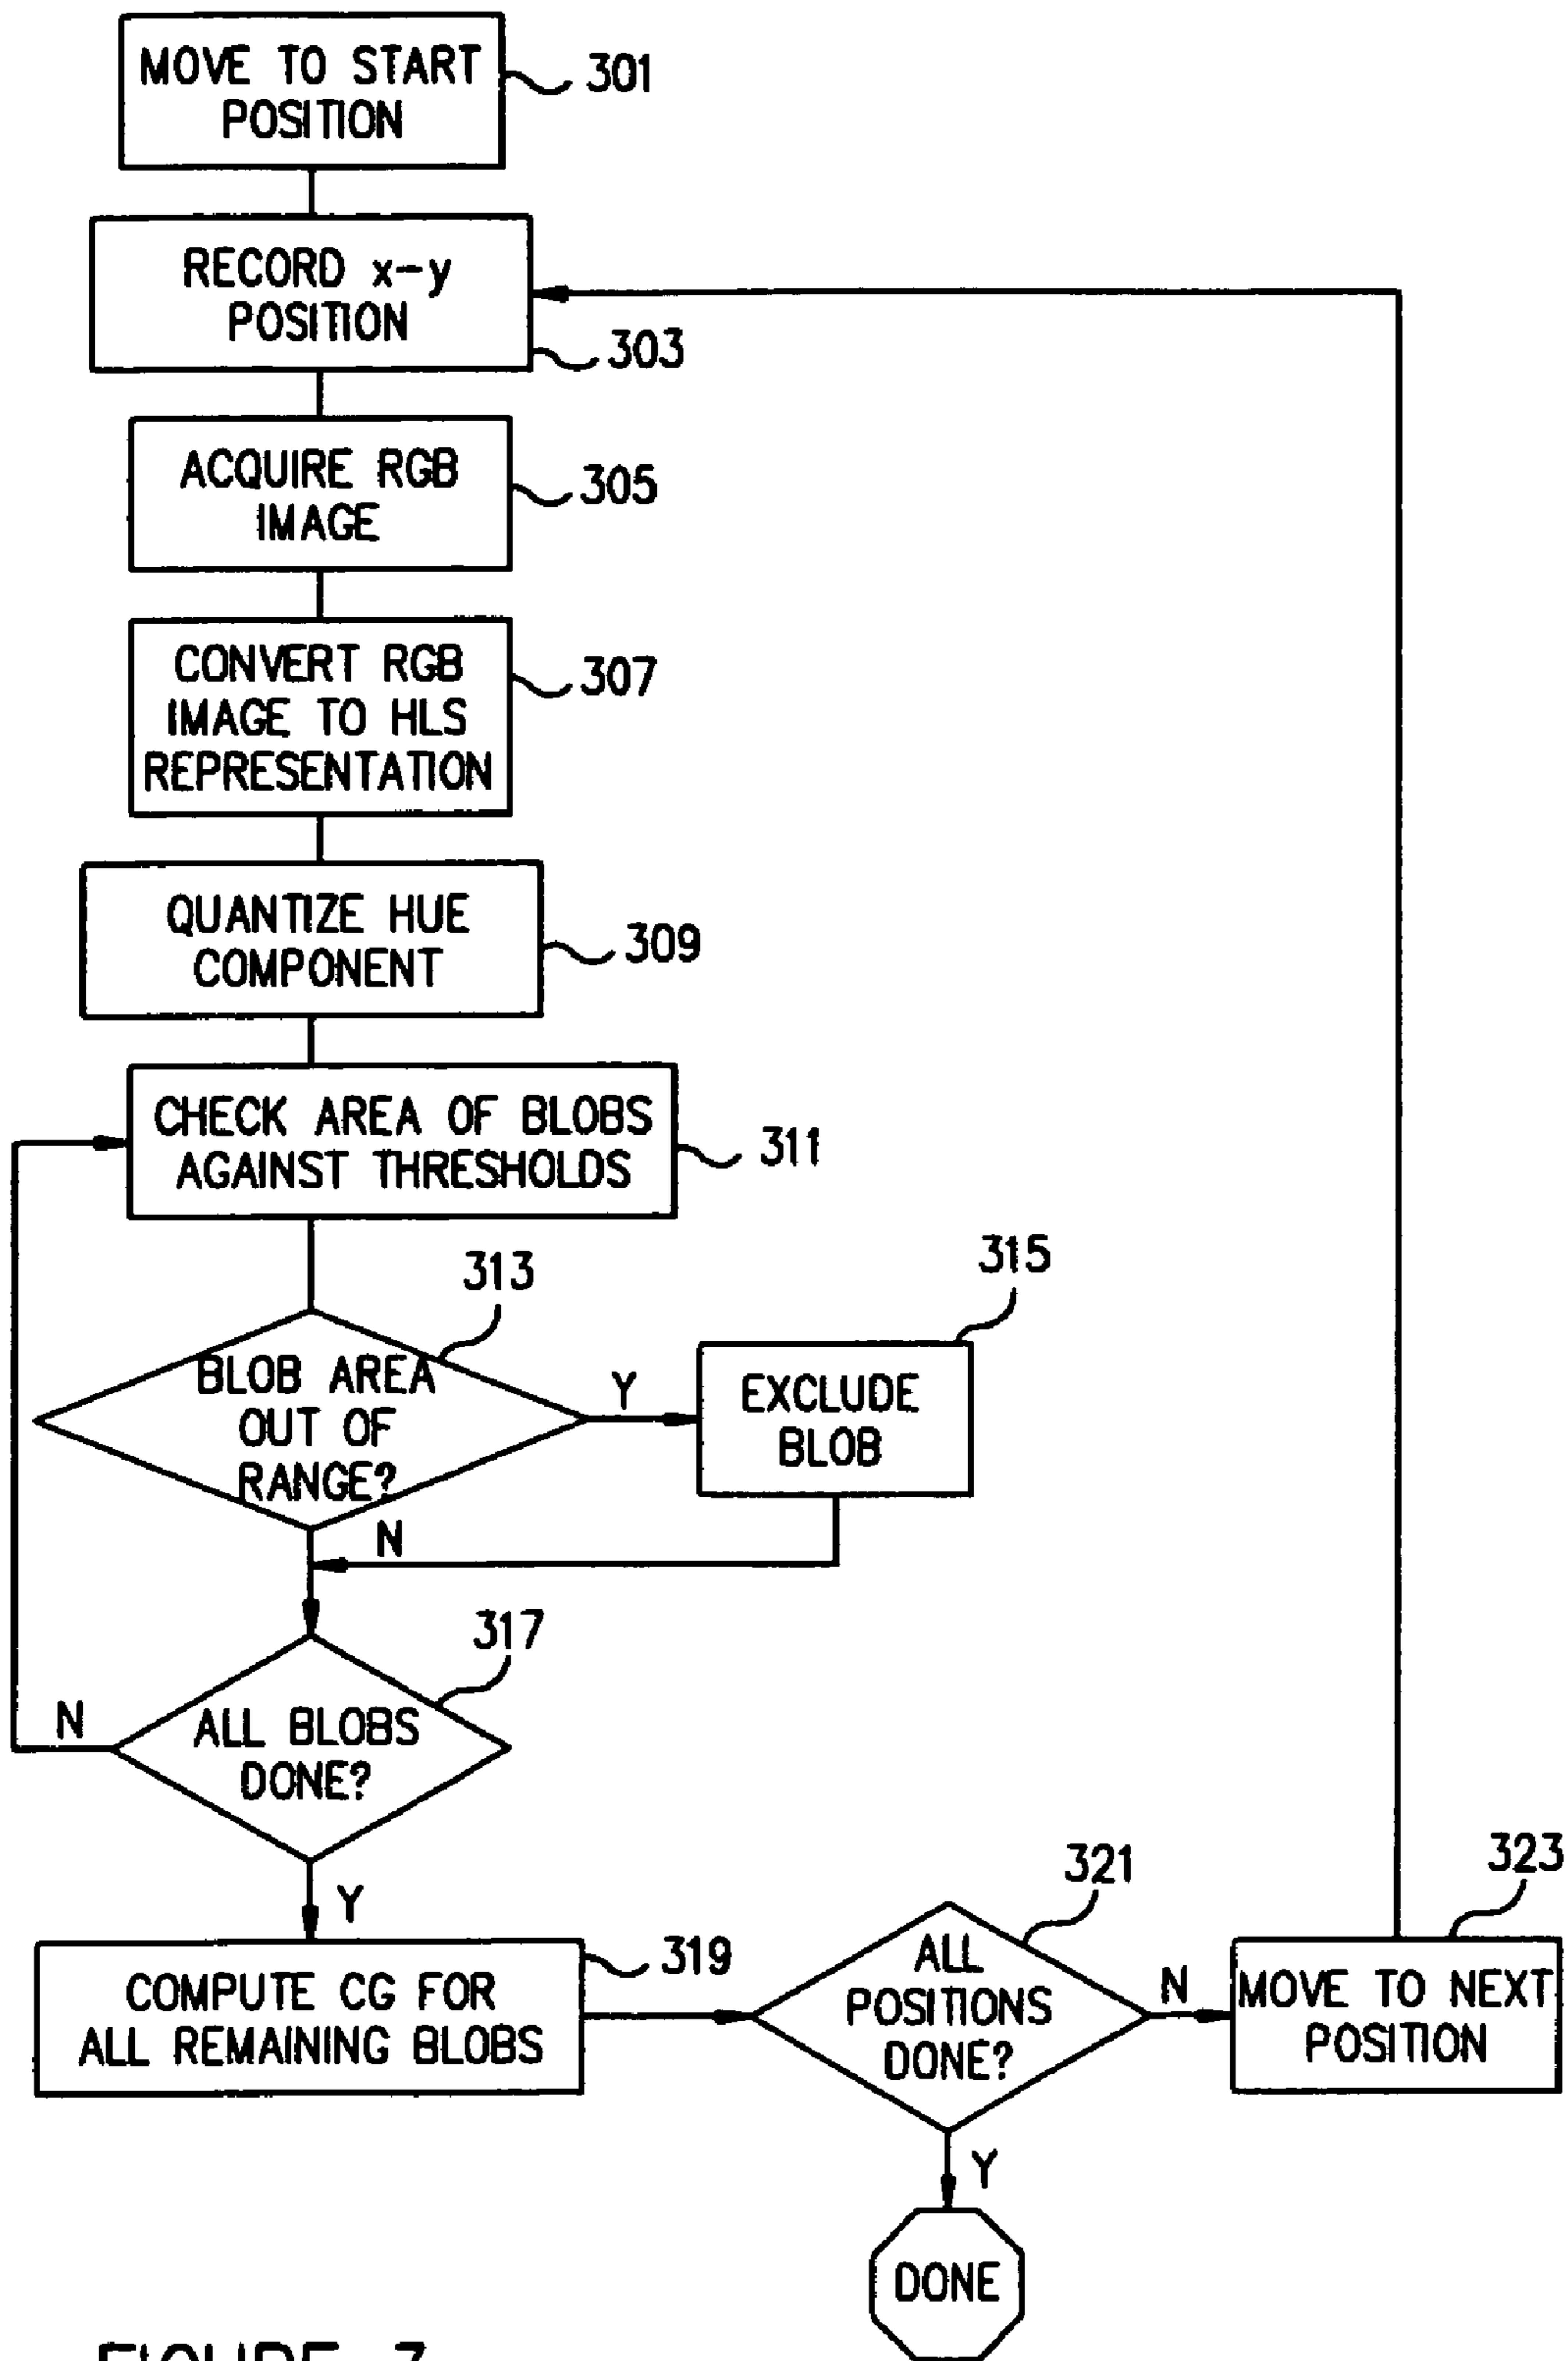 MOVE TO START
POSITION
301
RECORD x-y
POSITION
303
ACQUIRE RGB
IMAGE
305
CONVERT RGB
IMAGE TO HLS
REPRESENTATION
307
QUANTIZE HUE
COMPONENT
309
CHECK AREA OF BLOBS
AGAINST THRESHOLDS
311
313
BLOB AREA
OUT OF
RANGE?
Y
315
EXCLUDE
BLOB
N
317
ALL BLOBS
DONE?
N
Y
319
COMPUTE CG FOR
ALL REMAINING BLOBS
321
ALL
POSITIONS
DONE?
N
323
MOVE TO NEXT
POSITION
Y
DONE
FIGURE